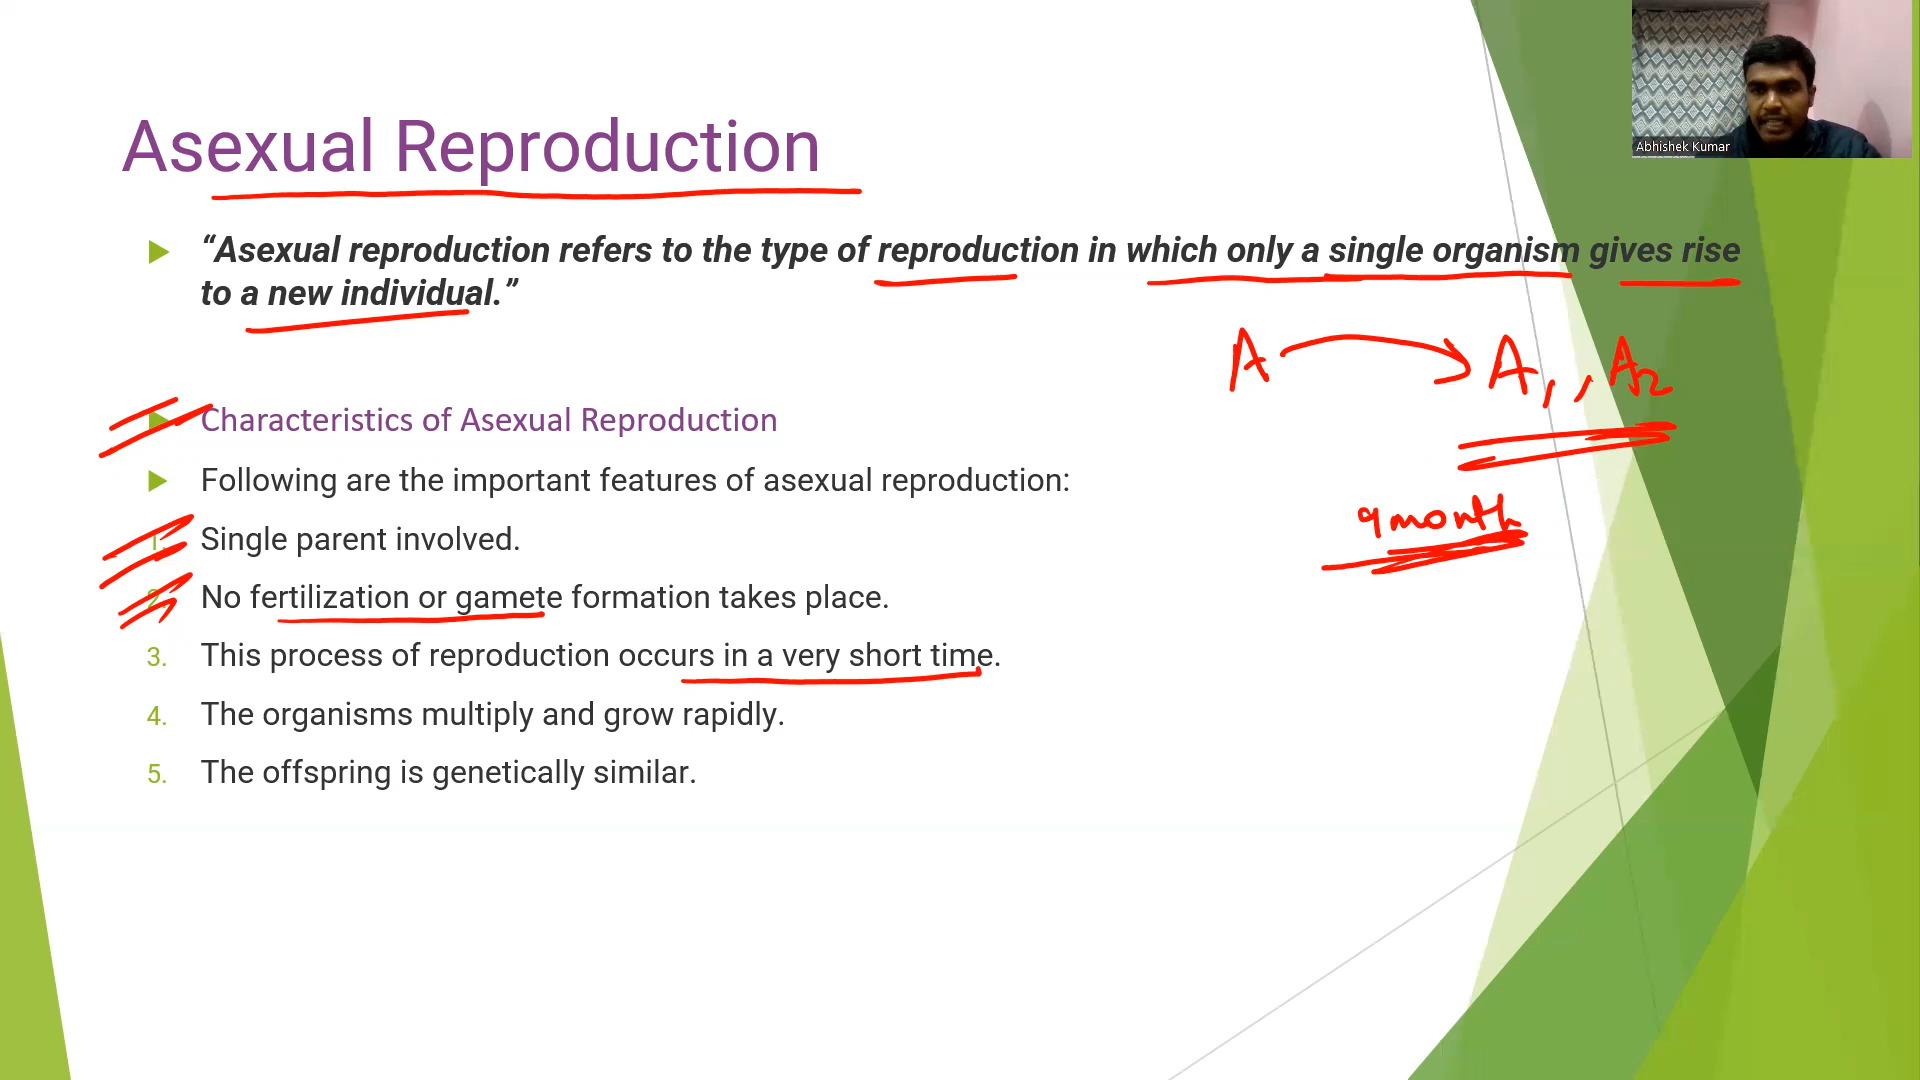 Abhishek Kumar
Asexual Reproduction
“Asexual reproduction refers to the type of reproduction in which only a single organism gives rise
to a new individual.”
A A1, , A2
Characteristics of Asexual Reproduction
Following are the important features of asexual reproduction:
9 month
1. Single parent involved.
2. No fertilization or gamete formation takes place.
3. This process of reproduction occurs in a very short time.
4. The organisms multiply and grow rapidly.
5. The offspring is genetically similar.